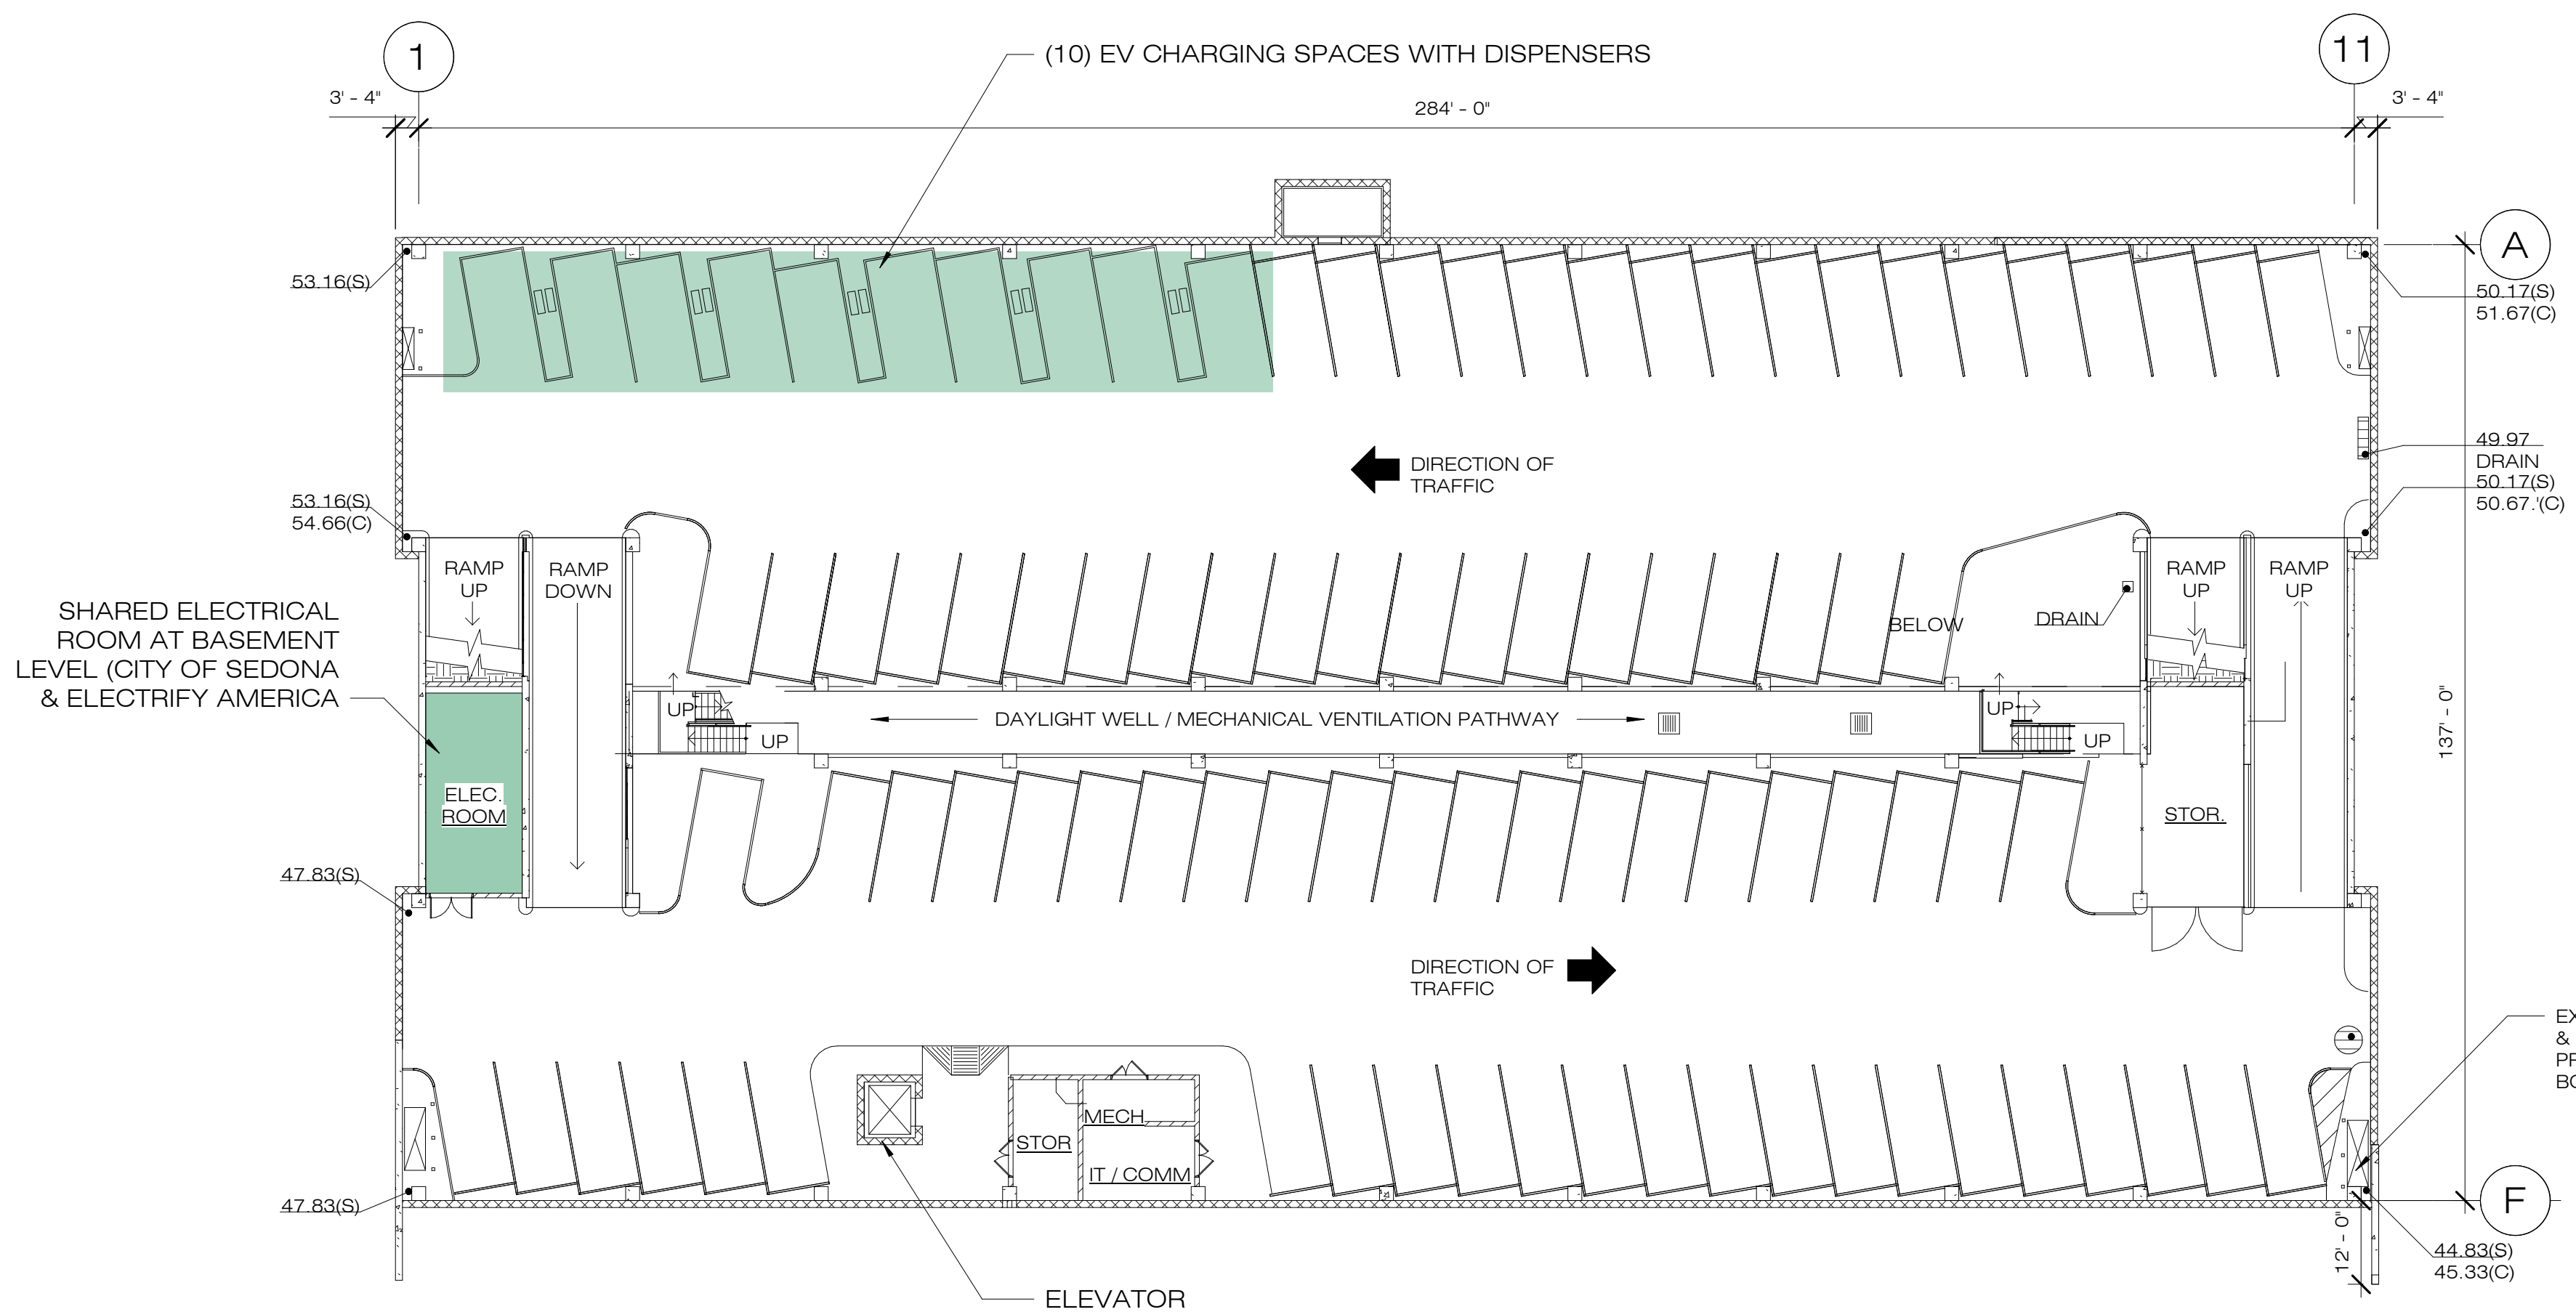 1
(10) EV CHARGING SPACES WITH DISPENSERS
11
3' - 4"
284' - 0"
3' - 4"
A
53.16(S)
50.17(S)
51.67(C)
49.97
DRAIN
50.17(S)
50.67.'(C)
DIRECTION OF
TRAFFIC
53.16(S)
54.66(C)
RAMP
UP
RAMP
DOWN
RAMP
UP
RAMP
UP
SHARED ELECTRICAL
ROOM AT BASEMENT
LEVEL (CITY OF SEDONA
& ELECTRIFY AMERICA
BELOW
DRAIN
UP
UP
DAYLIGHT WELL / MECHANICAL VENTILATION PATHWAY
UP
UP
137' - 0"
ELEC.
ROOM
STOR.
47.83(S)
DIRECTION OF
TRAFFIC
EX
&
PR
BO
MECH
STOR
IT / COMM
47.83(S)
F
12' - 0"
44.83(S)
45.33(C)
ELEVATOR